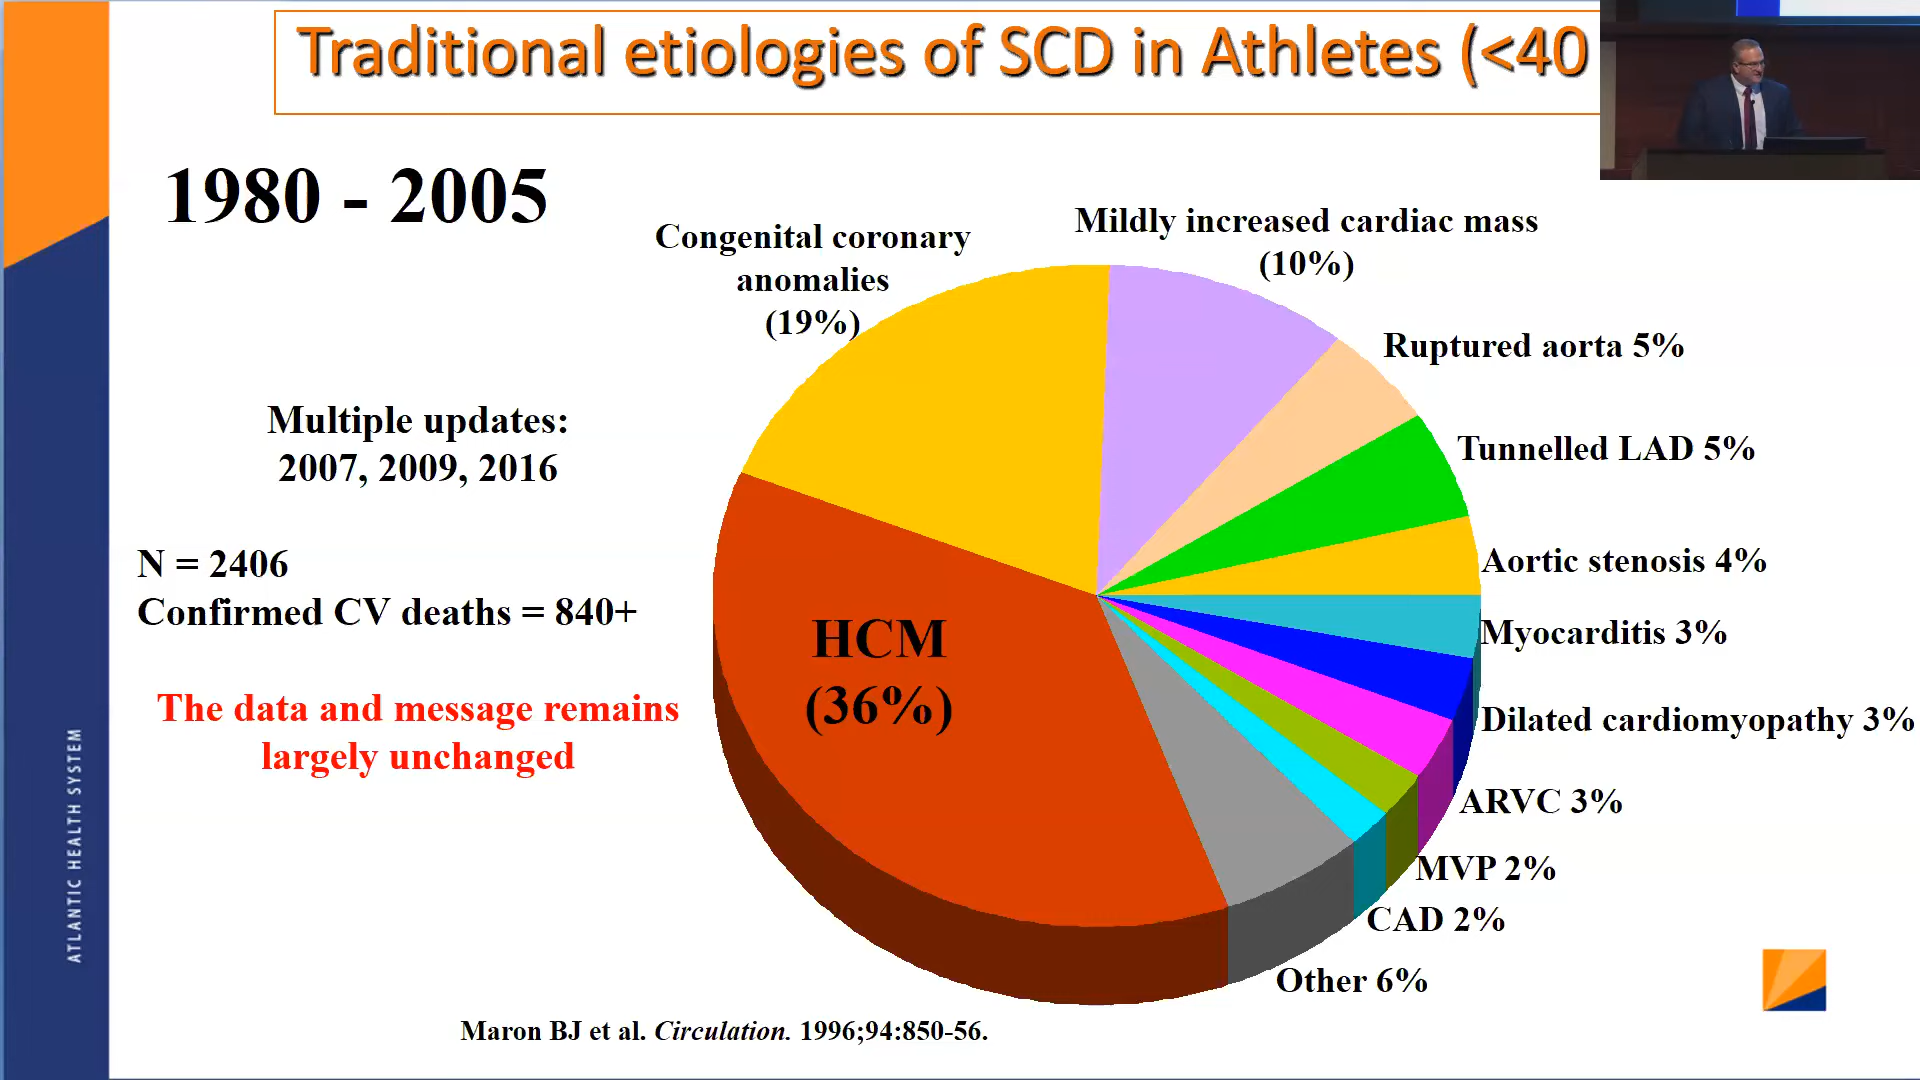 Traditional etiologies of SCD in Athletes (<40
1980 - 2005
Congenital coronary
anomalies
(19%)
Mildly increased cardiac mass
(10%)
Ruptured aorta 5%
Tunnelled LAD 5%
Aortic stenosis 4%
Myocarditis 3%
Dilated cardiomyopathy 3%
ARVC 3%
MVP 2%
CAD 2%
Other 6%
HCM
(36%)
Multiple updates:
2007, 2009, 2016
N = 2406
Confirmed CV deaths = 840+
The data and message remains
largely unchanged
Maron BJ et al. Circulation. 1996;94:850-56.
ATLANTIC HEALTH SYSTEM